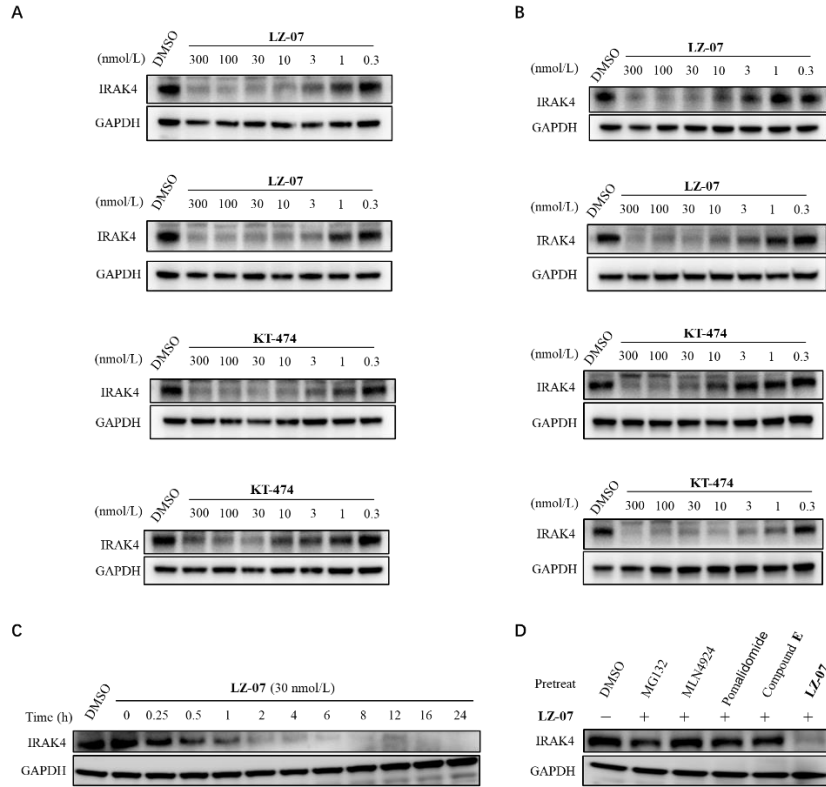 A
LZ-07
DMSO
(nmol/L) 300 100 30 10 3 1 0.3
IRAK4
GAPDH
LZ-07
DMSO
(nmol/L) 300 100 30 10 3 1 0.3
IRAK4
GAPDH
KT-474
DMSO
(nmol/L) 300 100 30 10 3 1 0.3
IRAK4
GAPDH
KT-474
DMSO
(nmol/L) 300 100 30 10 3 1 0.3
IRAK4
GAPDH
B
LZ-07
DMSO
(nmol/L) 300 100 30 10 3 1 0.3
IRAK4
GAPDH
LZ-07
DMSO
(nmol/L) 300 100 30 10 3 1 0.3
IRAK4
GAPDH
KT-474
DMSO
(nmol/L) 300 100 30 10 3 1 0.3
IRAK4
GAPDH
KT-474
DMSO
(nmol/L) 300 100 30 10 3 1 0.3
IRAK4
GAPDH
C
LZ-07 (30 nmol/L)
DMSO
Time (h) 0 0.25 0.5 1 2 4 6 8 12 16 24
IRAK4
GAPDH
D
Pretreat DMSO MG132 MLN4924 Pomalidomide Compound E LZ-07
LZ-07 − + + + + +
IRAK4
GAPDH